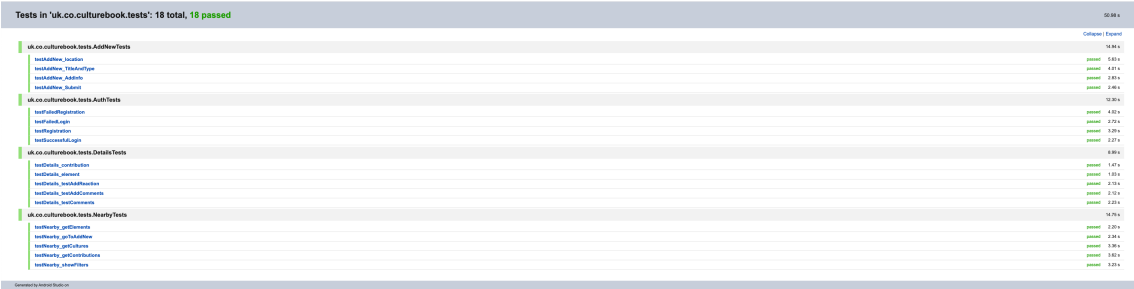 Tests in 'uk.co.culturebook.tests': 18 total, 18 passed 50.98 s
Collapse | Expand
uk.co.culturebook.tests.AddNewTests 14.94 s
testAddNew_location passed 5.83 s
testAddNew_TitleAndType passed 4.01 s
testAddNew_AddInfo passed 2.63 s
testAddNew_Submit passed 2.46 s
uk.co.culturebook.tests.AuthTests 12.30 s
testFailedRegistration passed 4.02 s
testFailedLogin passed 2.72 s
testRegistration passed 3.29 s
testSuccessfulLogin passed 2.27 s
uk.co.culturebook.tests.DetailsTests 8.99 s
testDetails_contribution passed 1.47 s
testDetails_element passed 1.03 s
testDetails_testAddReaction passed 2.13 s
testDetails_testAddComments passed 2.12 s
testDetails_testComments passed 2.23 s
uk.co.culturebook.tests.NearbyTests 14.75 s
testNearby_getElements passed 2.20 s
testNearby_goToAddNew passed 2.34 s
testNearby_getCultures passed 3.36 s
testNearby_getContributions passed 3.62 s
testNearby_showFilters passed 3.23 s
Generated by Android Studio on